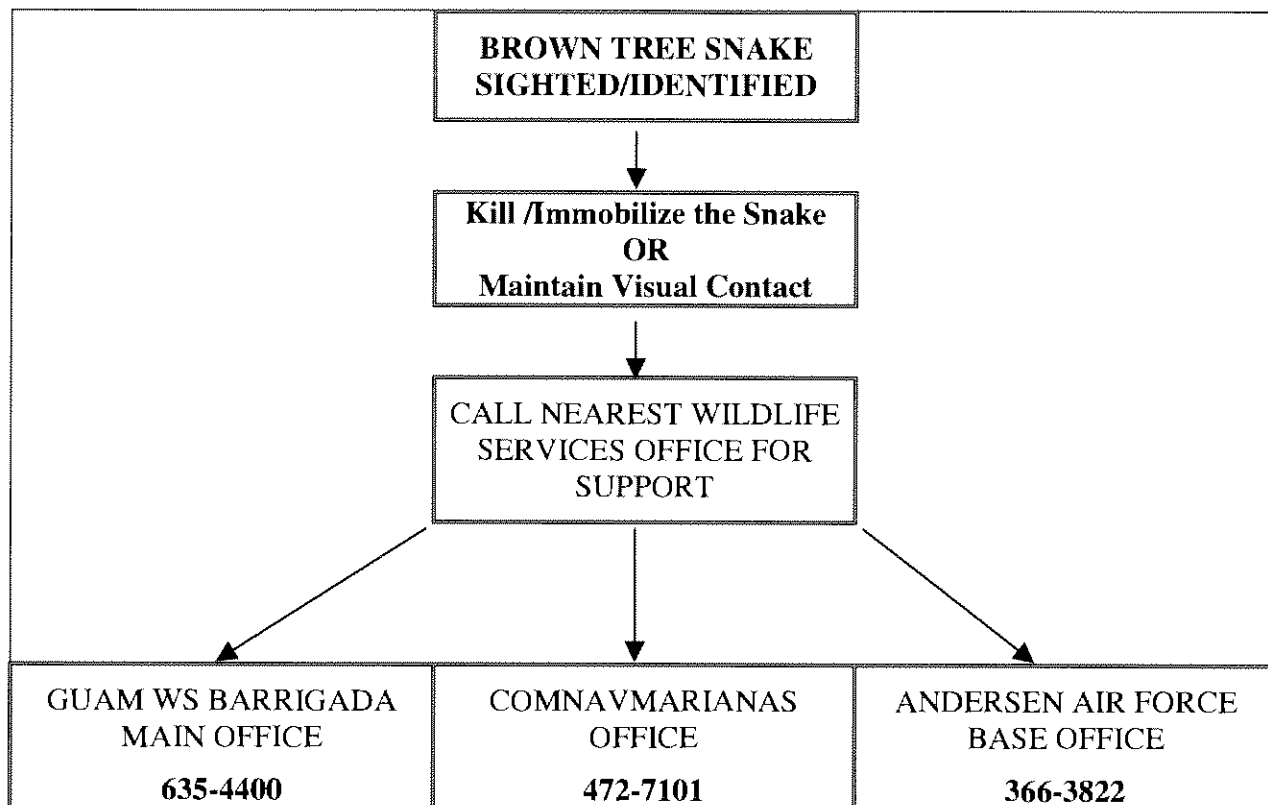 BROWN TREE SNAKE
SIGHTED/IDENTIFIED
Kill /Immobilize the Snake
OR
Maintain Visual Contact
CALL NEAREST WILDLIFE
SERVICES OFFICE FOR
SUPPORT
GUAM WS BARRIGADA
MAIN OFFICE
635-4400
COMNAVMARIANAS
OFFICE
472-7101
ANDERSEN AIR FORCE
BASE OFFICE
366-3822